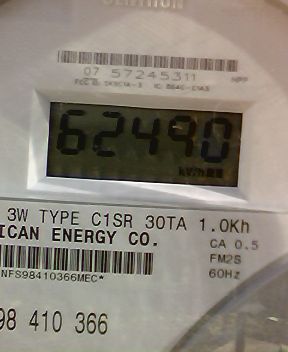 CENTRON
07 57245311
62490
kWh
3W TYPE C1SR 30TA 1.0Kh
ICAN ENERGY CO.
CA 0.5
FM2S
60Hz
NFS98410366MEC*
98 410 366